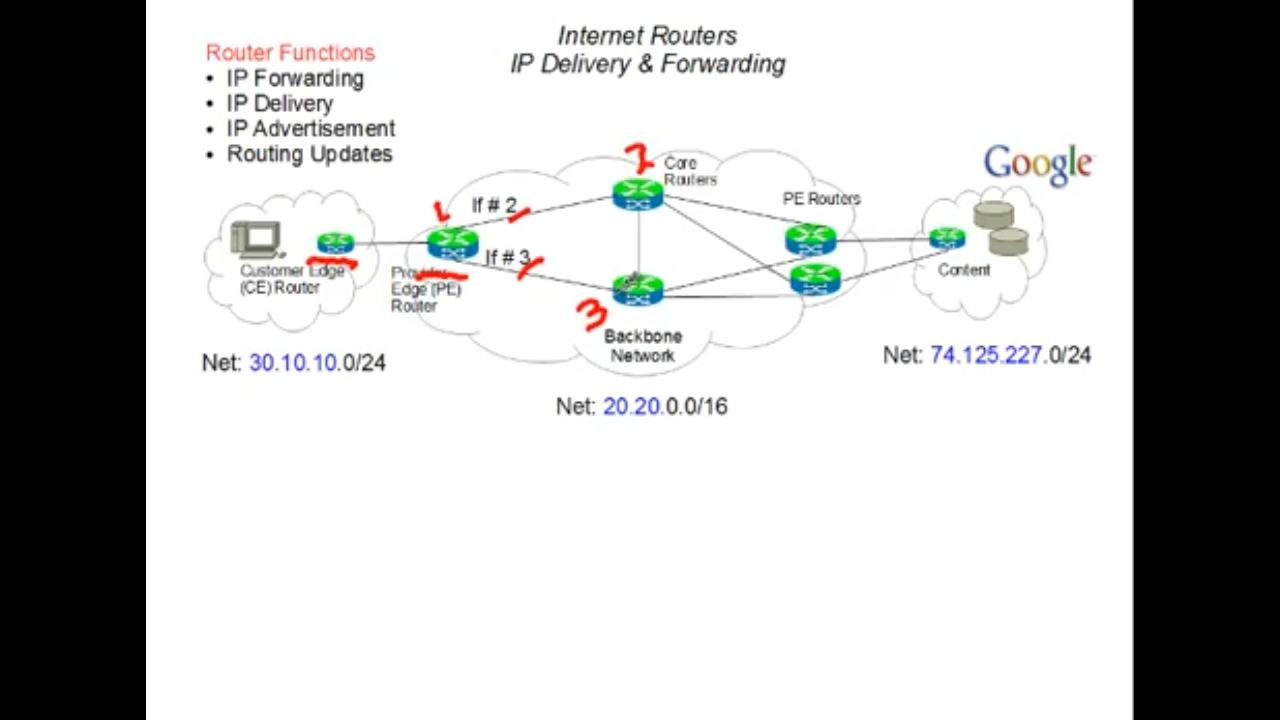 Internet Routers
IP Delivery & Forwarding
Router Functions
• IP Forwarding
• IP Delivery
• IP Advertisement
• Routing Updates
2
Core
Routers
Google
PE Routers
If # 2
1
If # 3
Customer Edge
(CE) Router
Provider
Edge (PE)
Router
Content
3
Backbone
Network
Net: 30.10.10.0/24
Net: 74.125.227.0/24
Net: 20.20.0.0/16